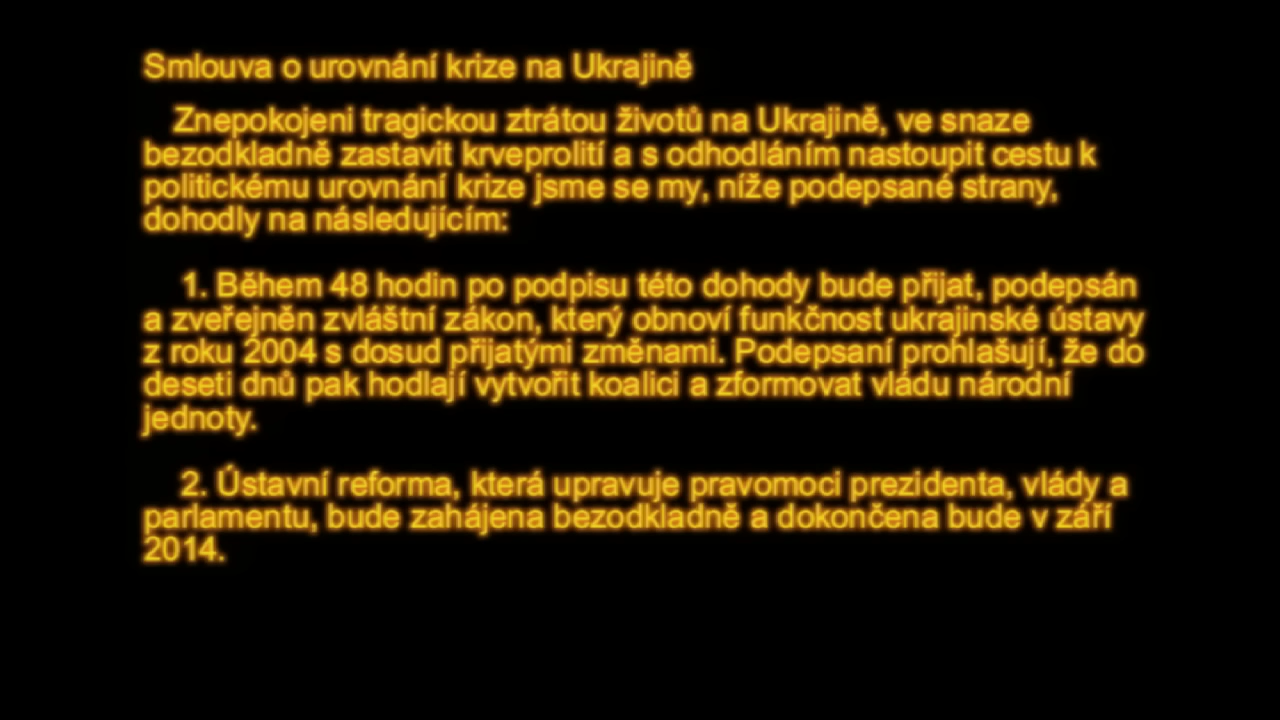 Smlouva o urovnání krize na Ukrajině
Znepokojeni tragickou ztrátou životů na Ukrajině, ve snaze
bezodkladně zastavit krveprolití a s odhodláním nastoupit cestu k
politickému urovnání krize jsme se my, níže podepsané strany,
dohodly na následujícím:
1. Během 48 hodin po podpisu této dohody bude přijat, podepsán
a zveřejněn zvláštní zákon, který obnoví funkčnost ukrajinské ústavy
z roku 2004 s dosud přijatými změnami. Podepsaní prohlašují, že do
deseti dnů pak hodlají vytvořit koalici a zformovat vládu národní
jednoty.
2. Ústavní reforma, která upravuje pravomoci prezidenta, vlády a
parlamentu, bude zahájena bezodkladně a dokončena bude v září
2014.